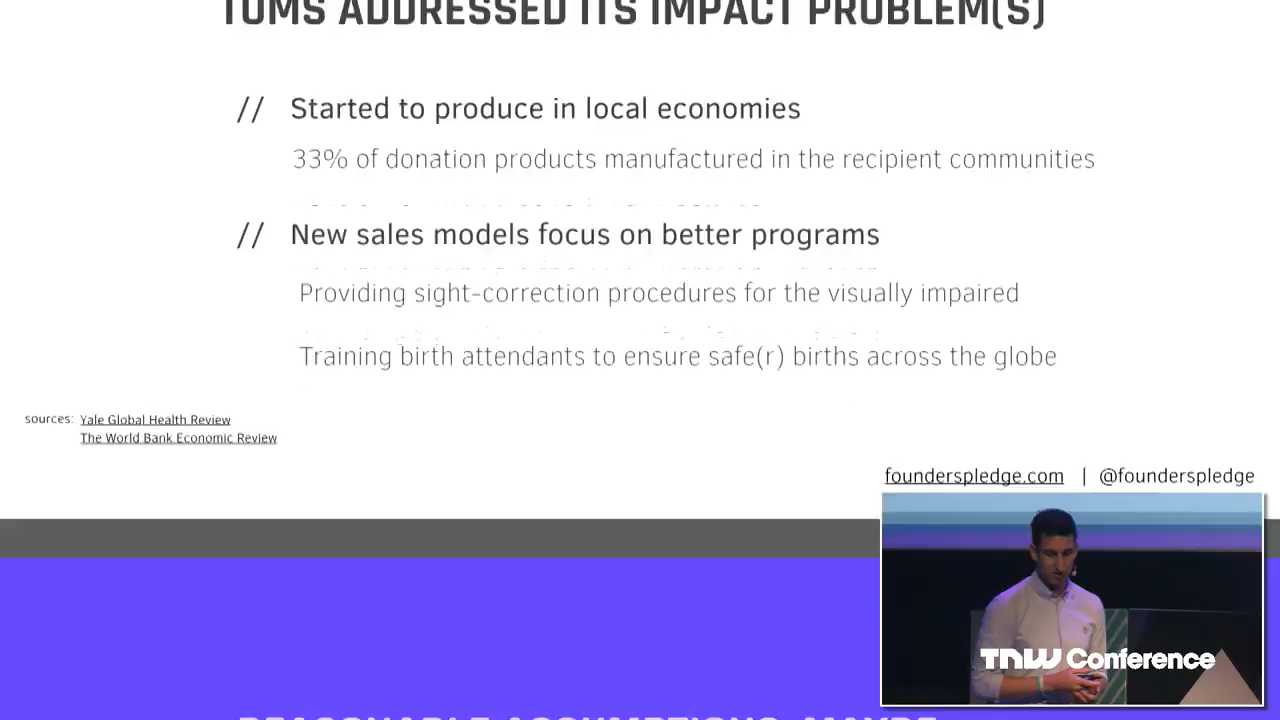 TOMS ADDRESSED ITS IMPACT PROBLEM(S)
// Started to produce in local economies
33% of donation products manufactured in the recipient communities
// New sales models focus on better programs
Providing sight-correction procedures for the visually impaired
Training birth attendants to ensure safe(r) births across the globe
sources: Yale Global Health Review
The World Bank Economic Review
founderspledge.com | @founderspledge
TNW Conference
REASONABLE ASSUMPTIONS, MAYBE